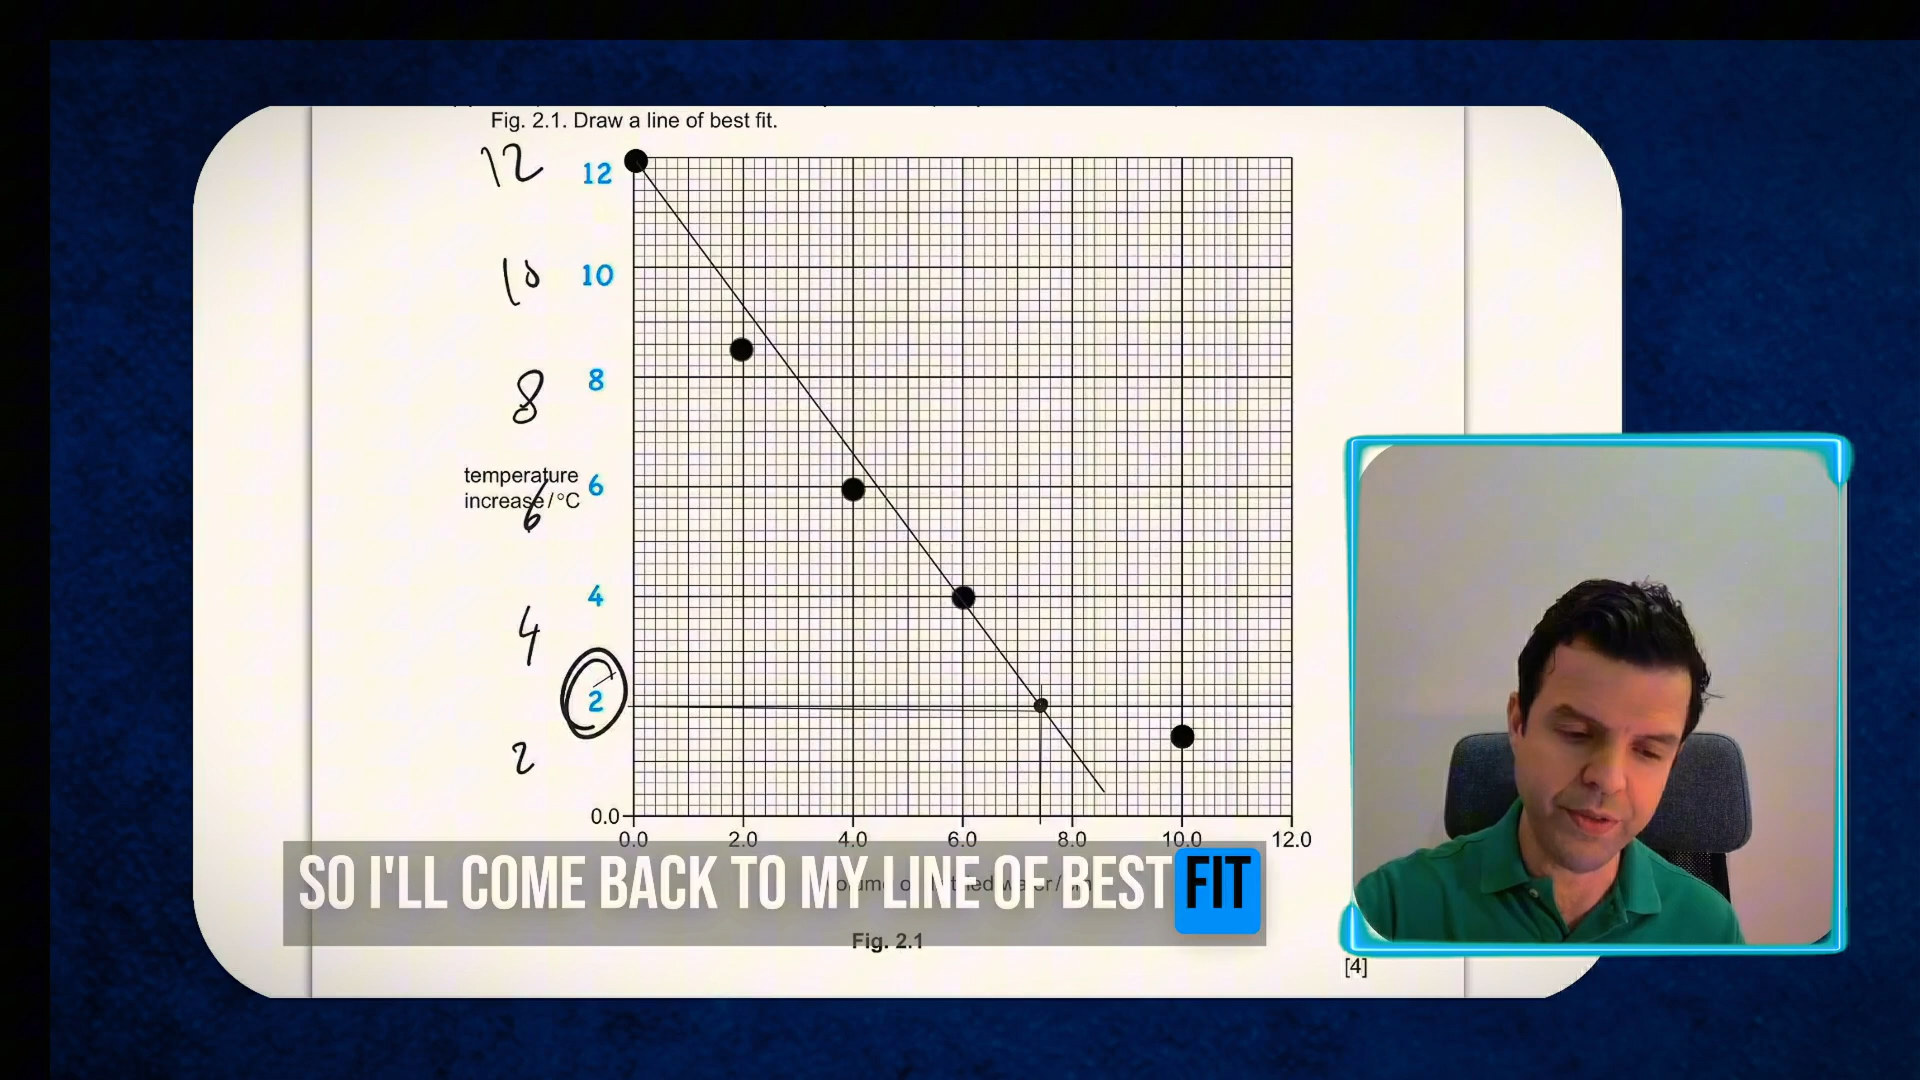 Fig. 2.1. Draw a line of best fit.
12
12
10
10
8
8
temperature
increase/°C
6
6
4
4
2
2
0.0
0.0 2.0 4.0 6.0 8.0 10.0 12.0
SO I'LL COME BACK TO MY LINE OF BEST FIT
Fig. 2.1
[4]